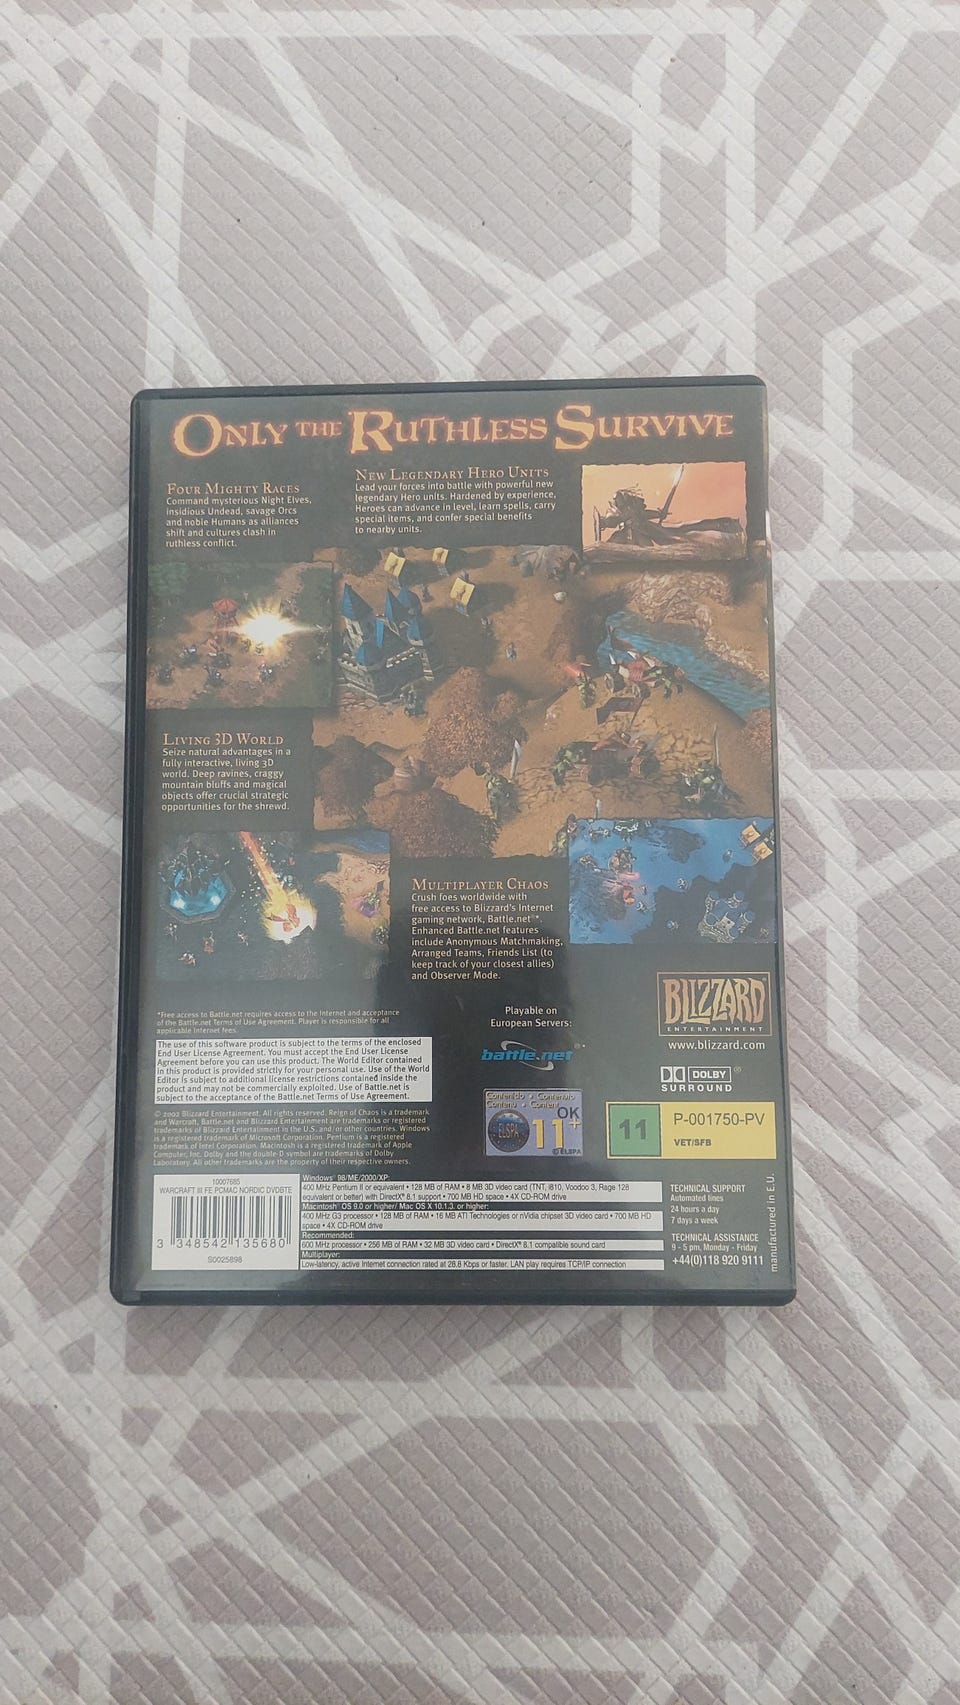 ONLY THE RUTHLESS SURVIVE
FOUR MIGHTY RACES
Command mysterious Night Elves,
insidious Undead, savage Orcs
and noble Humans as alliances
shift and cultures clash in
ruthless conflict.
NEW LEGENDARY HERO UNITS
Lead your forces into battle with powerful new
legendary Hero units. Hardened by experience,
Heroes can advance in level, learn spells, carry
special items, and confer special benefits
to nearby units.
LIVING 3D WORLD
Seize natural advantages in a
fully interactive, living 3D
world. Deep ravines, craggy
mountain bluffs and magical
objects offer crucial strategic
opportunities for the shrewd.
MULTIPLAYER CHAOS
Crush foes worldwide with
free access to Blizzard's Internet
gaming network, Battle.net®*.
Enhanced Battle.net features
include Anonymous Matchmaking,
Arranged Teams, Friends List (to
keep track of your closest allies)
and Observer Mode.
*Free access to Battle.net requires access to the Internet and acceptance
of the Battle.net Terms of Use Agreement. Player is responsible for all
applicable Internet fees.
The use of this software product is subject to the terms of the enclosed
End User License Agreement. You must accept the End User License
Agreement before you can use this product. The World Editor contained
in this product is provided strictly for your personal use. Use of the World
Editor is subject to additional license restrictions contained inside the
product and may not be commercially exploited. Use of Battle.net is
subject to the acceptance of the Battle.net Terms of Use Agreement.
© 2002 Blizzard Entertainment. All rights reserved. Reign of Chaos is a trademark
and Warcraft, Battle.net and Blizzard Entertainment are trademarks or registered
trademarks of Blizzard Entertainment in the U.S. and/or other countries. Windows
is a registered trademark of Microsoft Corporation. Pentium is a registered
trademark of Intel Corporation. Macintosh is a registered trademark of Apple
Computer, Inc. Dolby and the double-D symbol are trademarks of Dolby
Laboratory. All other trademarks are the property of their respective owners.
Playable on
European Servers:
battle.net
BLIZZARD®
ENTERTAINMENT
www.blizzard.com
DOLBY®
SURROUND
Contenido • Contenuto
Contenu • Content
OK
ELSPA
11+
© ELSPA
11
P-001750-PV
VET/SFB
10007685
WARCRAFT III FE PCMAC NORDIC DVDBTE
3 348542 135680
S0025898
Windows® 98/ME/2000/XP:
400 MHz Pentium II or equivalent • 128 MB of RAM • 8 MB 3D video card (TNT, i810, Voodoo 3, Rage 128
equivalent or better) with DirectX® 8.1 support • 700 MB HD space • 4X CD-ROM drive
Macintosh® OS 9.0 or higher/ Mac OS X 10.1.3. or higher:
400 MHz G3 processor • 128 MB of RAM • 16 MB ATI Technologies or nVidia chipset 3D video card • 700 MB HD
space • 4X CD-ROM drive
Recommended:
600 MHz processor • 256 MB of RAM • 32 MB 3D video card • DirectX® 8.1 compatible sound card
Multiplayer:
Low-latency, active Internet connection rated at 28.8 Kbps or faster. LAN play requires TCP/IP connection
TECHNICAL SUPPORT
Automated lines
24 hours a day
7 days a week
TECHNICAL ASSISTANCE
9 - 5 pm, Monday - Friday
+44(0)118 920 9111
manufactured in E.U.